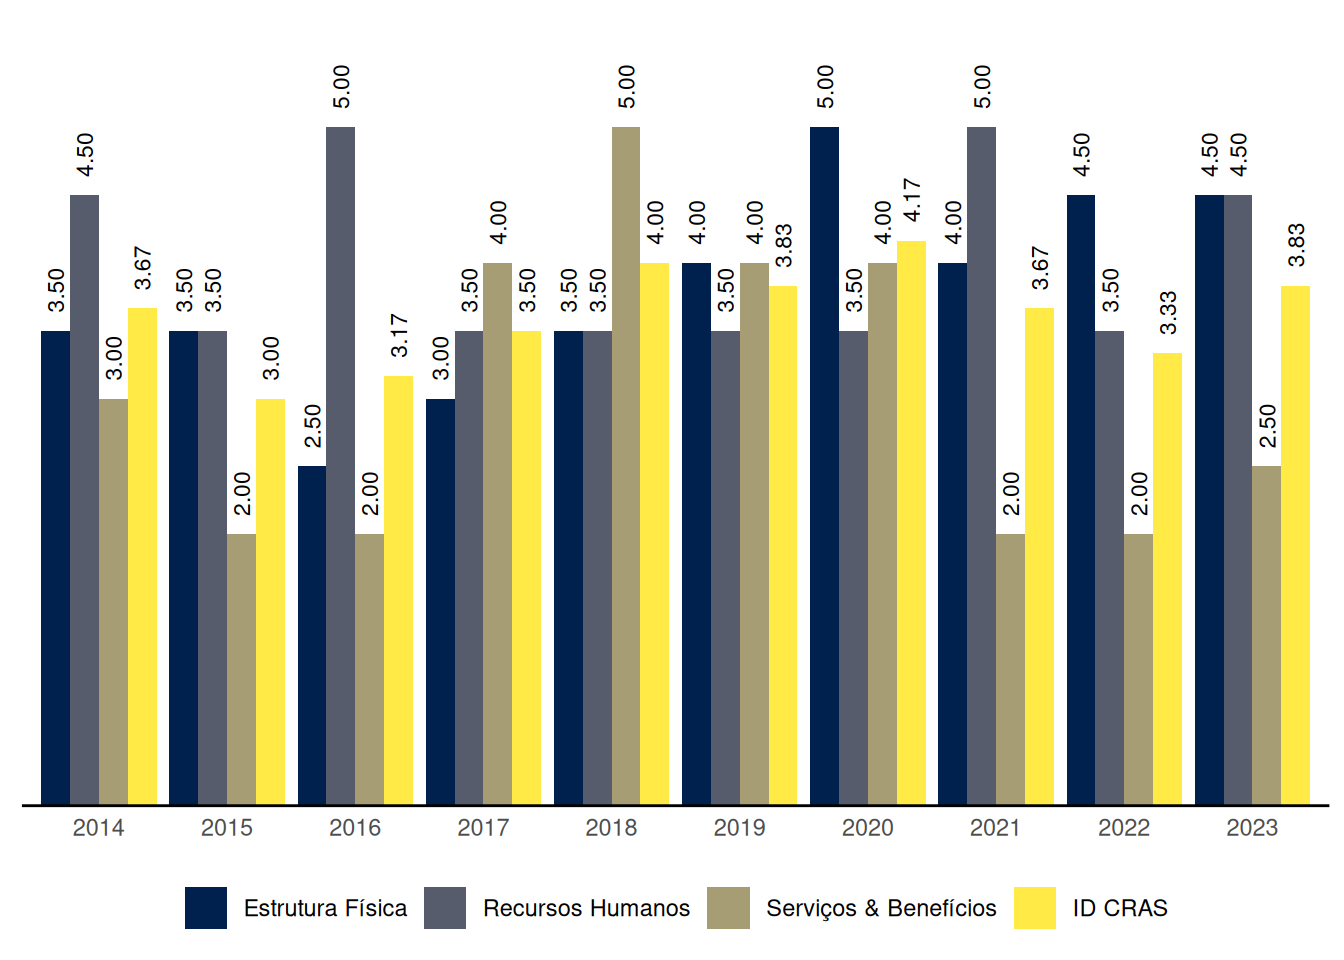 3.50 4.50 3.00 3.67
3.50 3.50 2.00 3.00
2.50 5.00 2.00 3.17
3.00 3.50 4.00 3.50
3.50 3.50 5.00 4.00
4.00 3.50 4.00 3.83
5.00 3.50 4.00 4.17
4.00 5.00 2.00 3.67
4.50 3.50 2.00 3.33
4.50 4.50 2.50 3.83
2014 2015 2016 2017 2018 2019 2020 2021 2022 2023
Estrutura Física Recursos Humanos Serviços & Benefícios ID CRAS